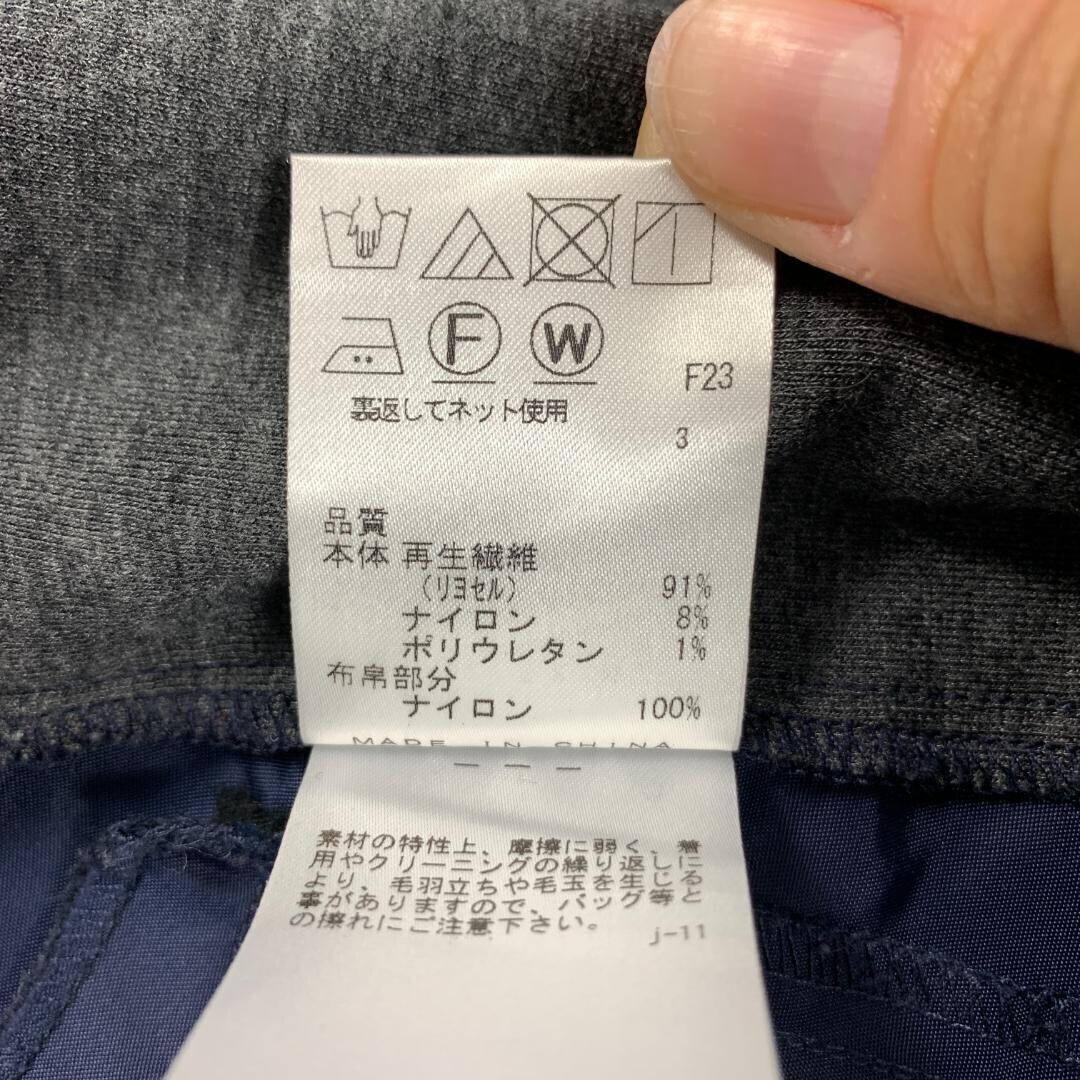 F
W
F23
裏返してネット使用
3
品質
本体 再生繊維
(リヨセル) 91%
ナイロン 8%
ポリウレタン 1%
布帛部分
ナイロン 100%
MADE IN CHINA
素材の特性上、摩擦に弱く、着
用やクリーニングの繰り返しに
より、毛羽立ちや毛玉を生じる
事がありますので、バッグ等と
の擦れにご注意下さい。
j-11